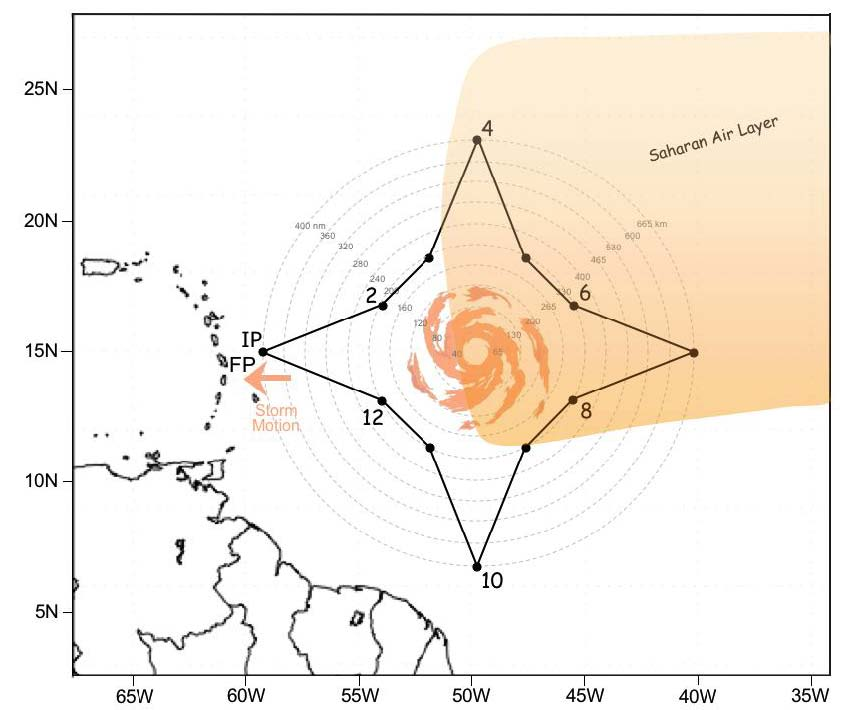 25N
4
Saharan Air Layer
20N
400 nm
665 km
360
600
320
530
280
465
240
400
200
330
2
6
160
265
120
200
80
130
IP
15N
40
65
FP
Storm
Motion
12
8
10N
10
5N
65W
60W
55W
50W
45W
40W
35W